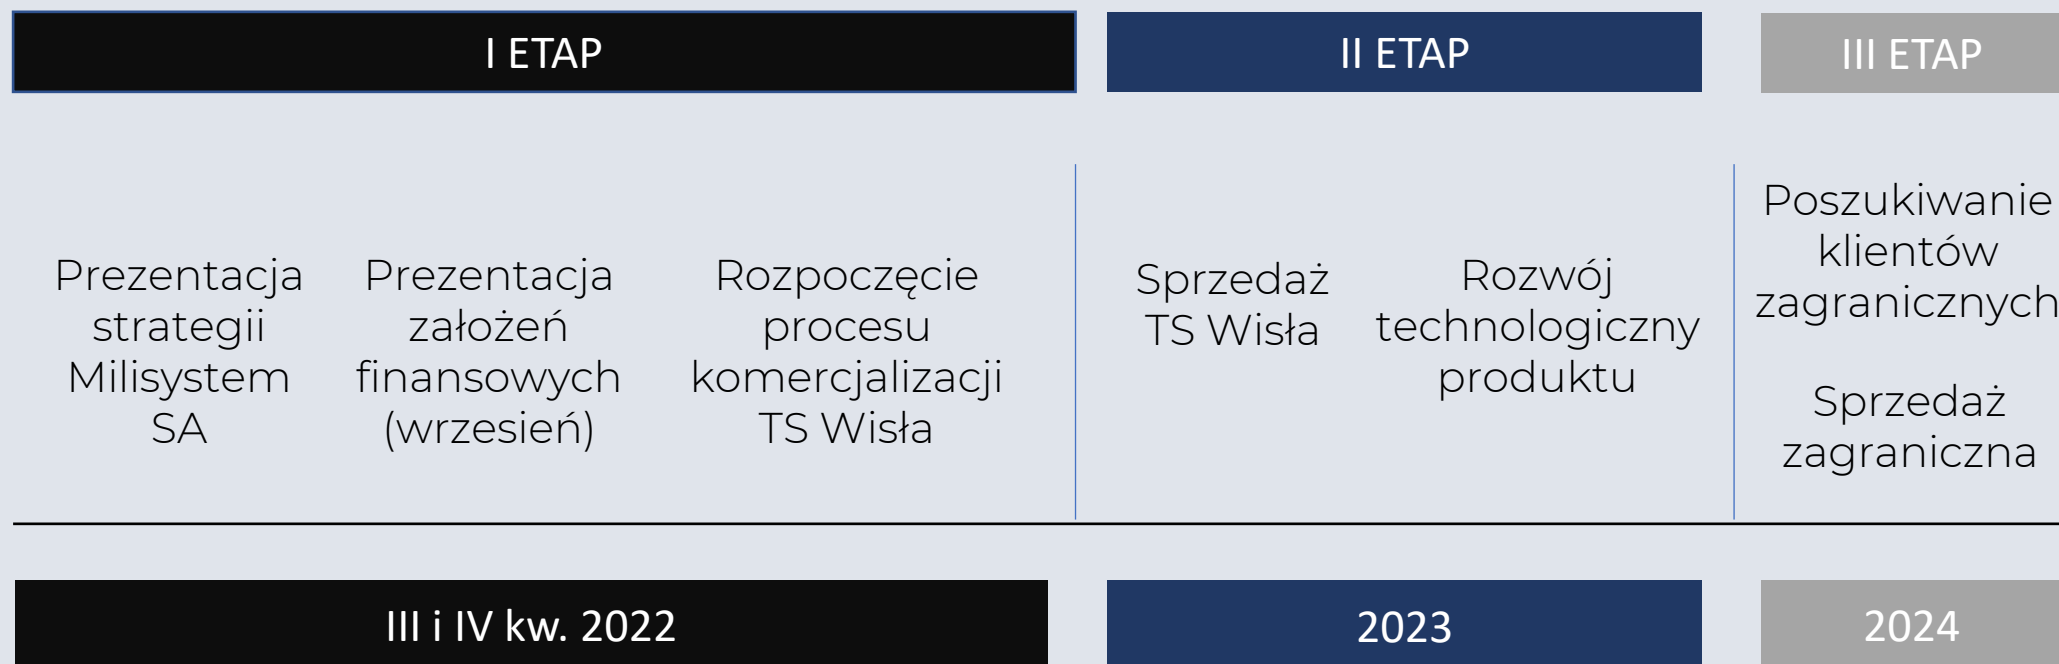 I ETAP
II ETAP
III ETAP
Prezentacja
strategii
Milisystem
SA
Prezentacja
założeń
finansowych
(wrzesień)
Rozpoczęcie
procesu
komercjalizacji
TS Wisła
Sprzedaż
TS Wisła
Rozwój
technologiczny
produktu
Poszukiwanie
klientów
zagranicznych
Sprzedaż
zagraniczna
III i IV kw. 2022
2023
2024